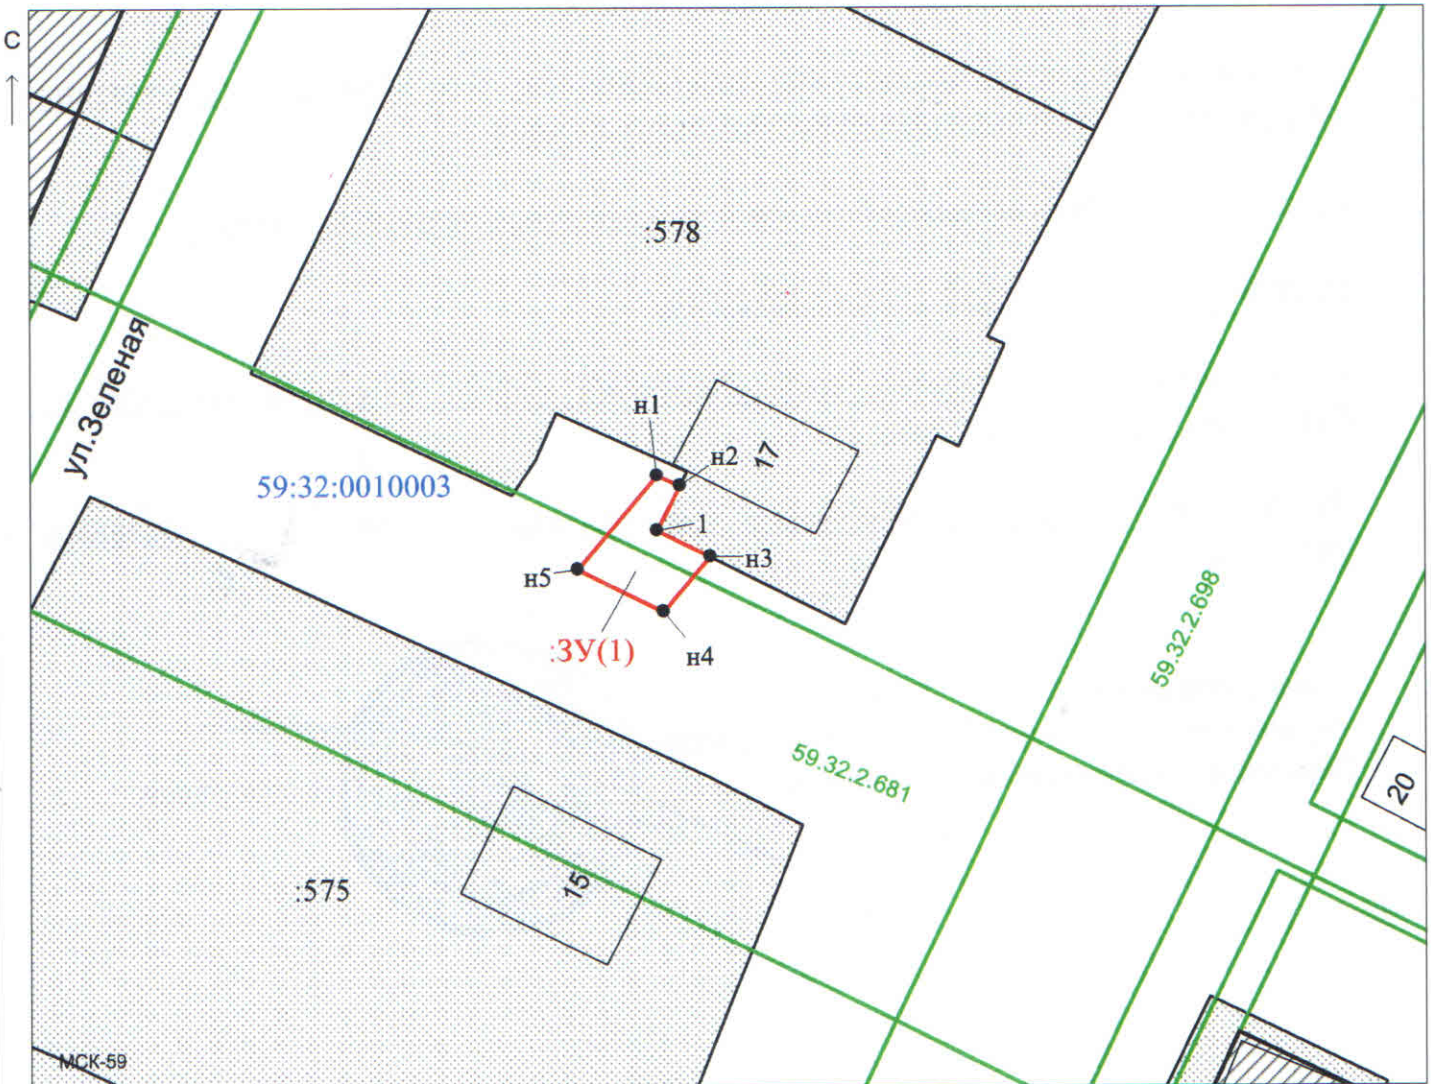 С
:578
ул.Зеленая
н1
н2
17
59:32:0010003
1
н3
н5
:ЗУ(1)
н4
59.32.2.698
59.32.2.681
20
:575
15
МСК-59